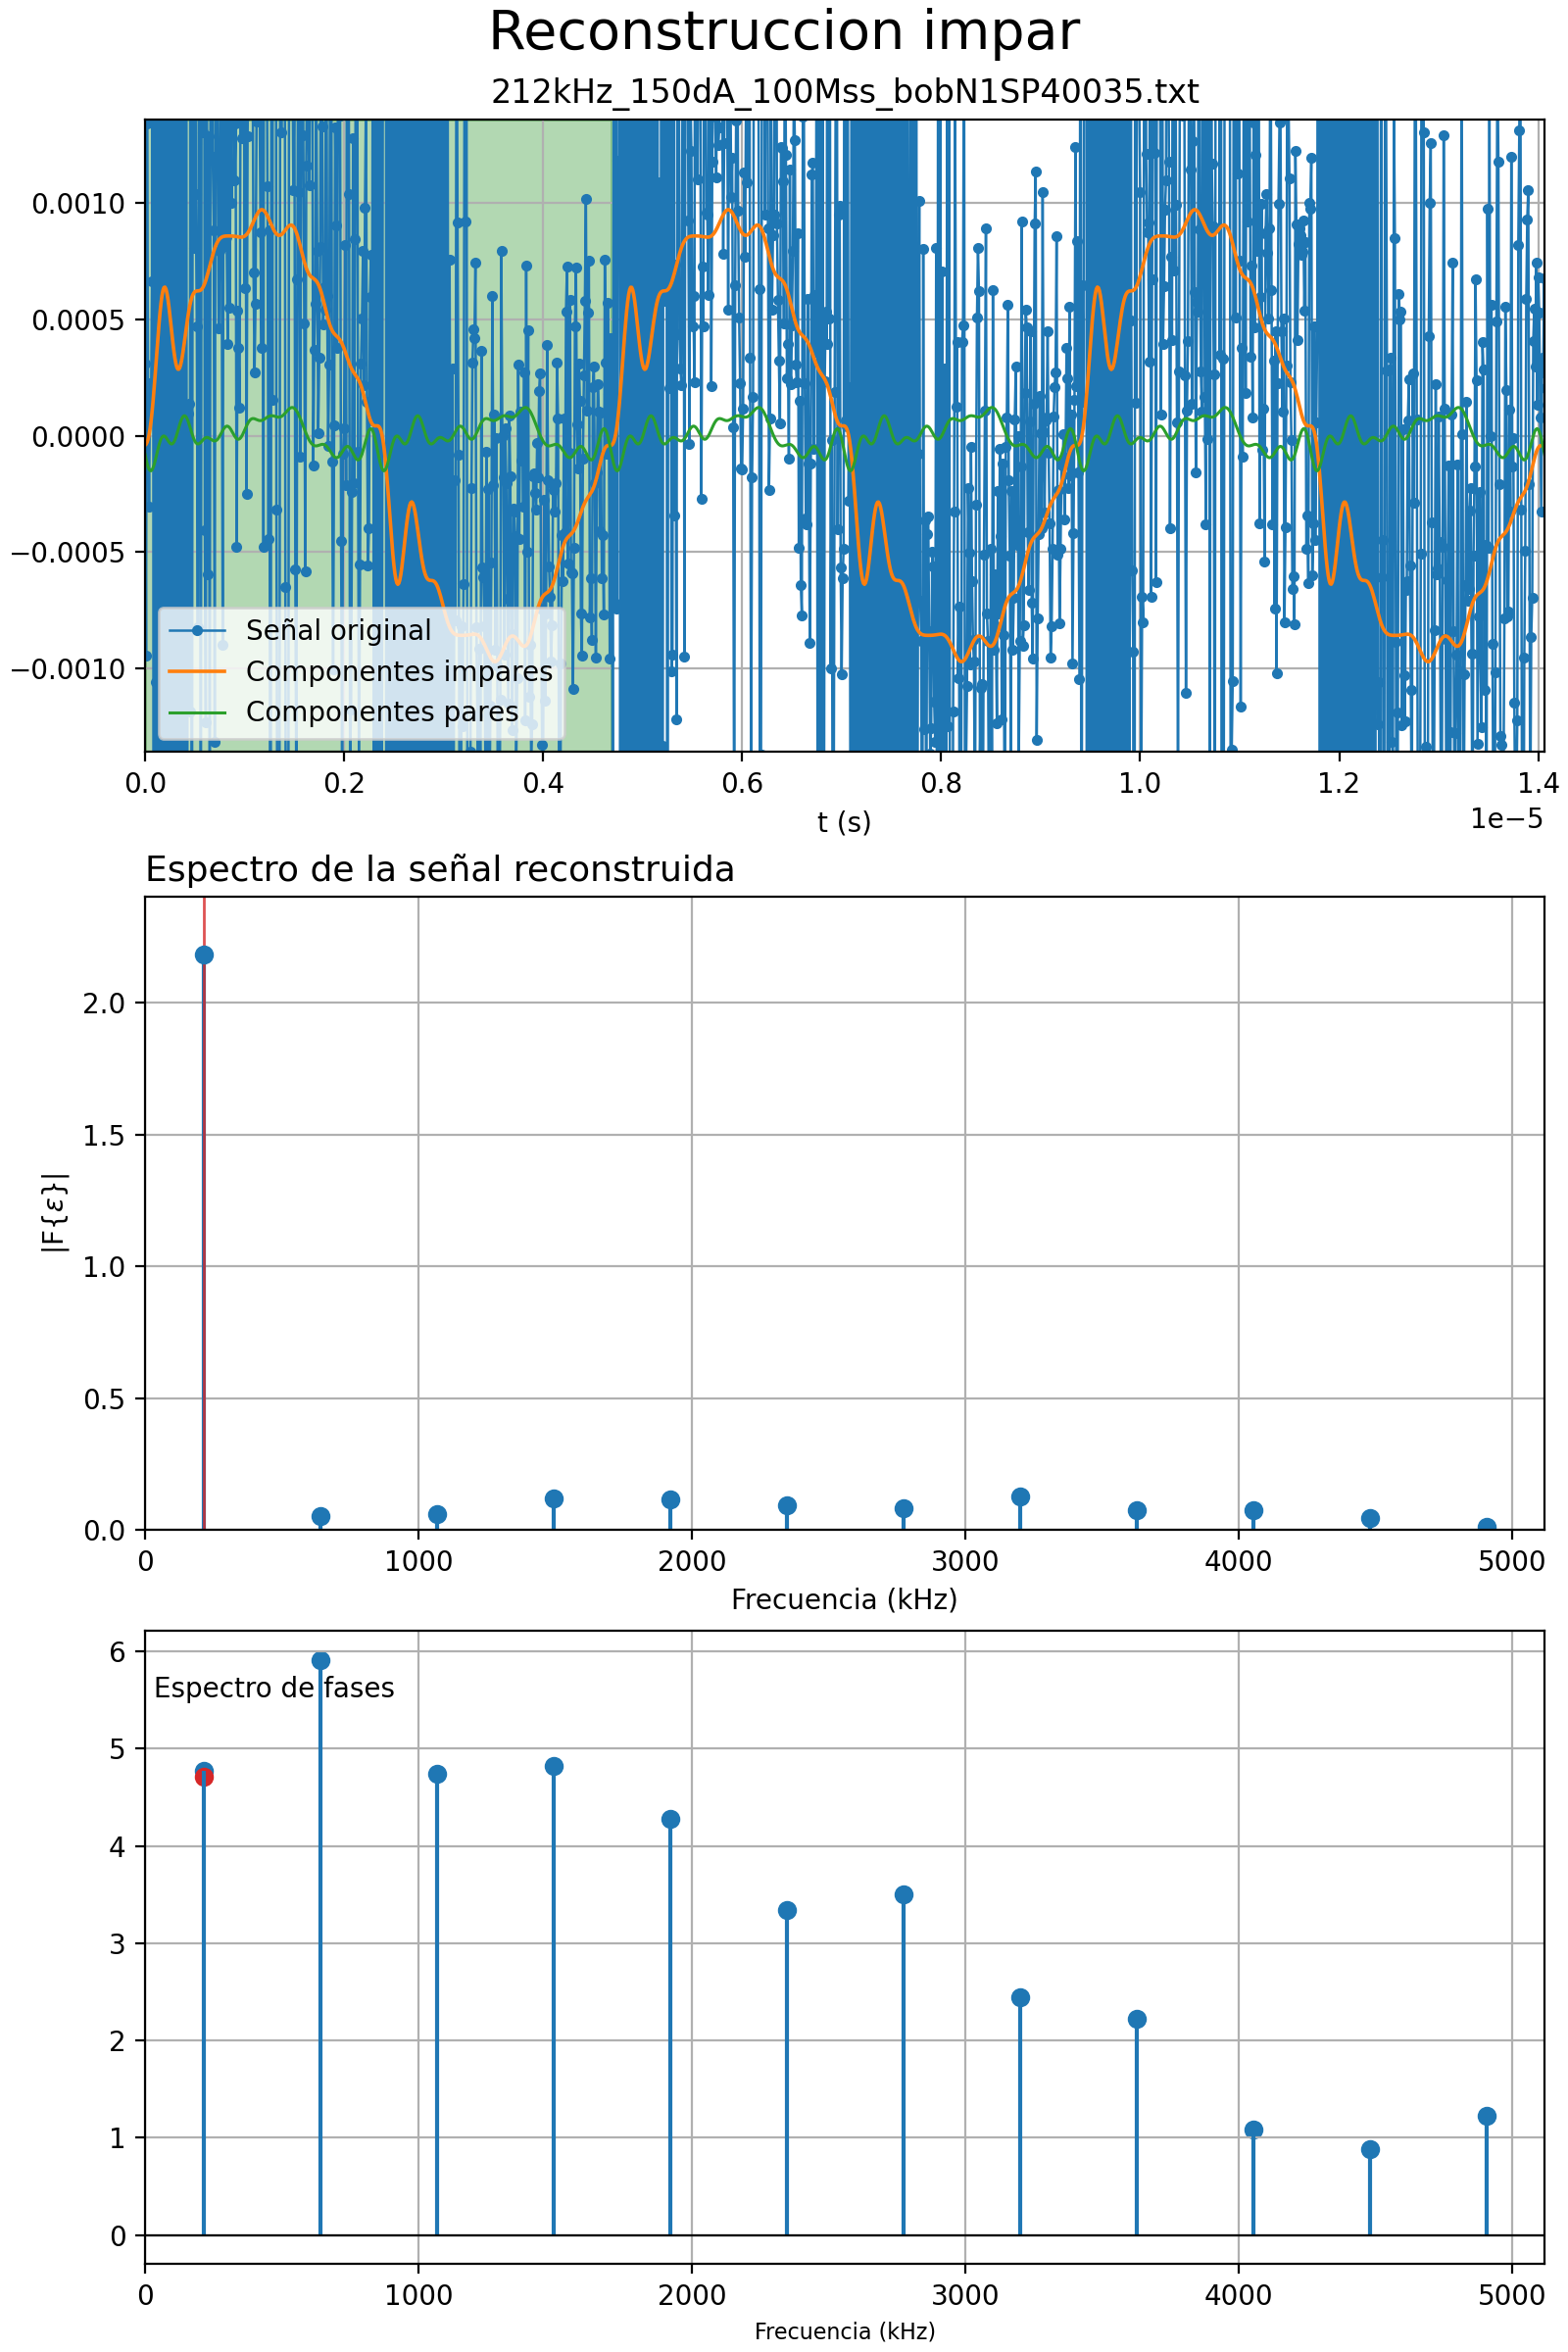 Reconstruccion impar
212kHz_150dA_100Mss_bobN1SP40035.txt
0.0010
0.0005
0.0000
−0.0005
−0.0010
Señal original
Componentes impares
Componentes pares
0.0 0.2 0.4 0.6 0.8 1.0 1.2 1.4
1e−5
t (s)
Espectro de la señal reconstruida
2.0
1.5
1.0
0.5
0.0
|F{ε}|
0 1000 2000 3000 4000 5000
Frecuencia (kHz)
Espectro de fases
6
5
4
3
2
1
0
0 1000 2000 3000 4000 5000
Frecuencia (kHz)